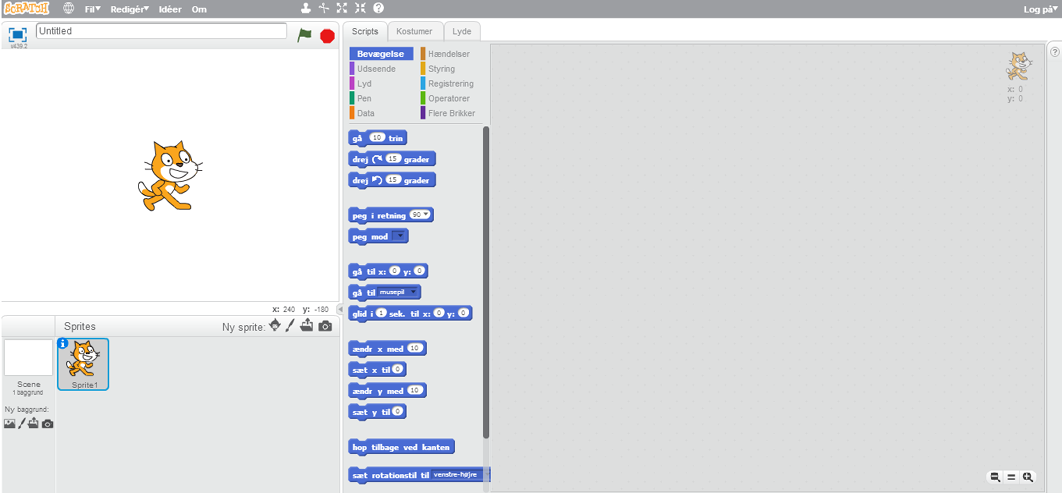 SCRATCH Fil Redigér Idéer Om Log på
v439.2 Untitled
Scripts Kostumer Lyde
Bevægelse Hændelser
Udseende Styring
Lyd Registrering
Pen Operatorer
Data Flere Brikker
gå 10 trin
drej 15 grader
drej 15 grader
peg i retning 90
peg mod
gå til x: 0 y: 0
gå til musepil
glid i 1 sek. til x: 0 y: 0
ændr x med 10
sæt x til 0
ændr y med 10
sæt y til 0
hop tilbage ved kanten
sæt rotationstil til venstre-højre
x: 0
y: 0
x: 240 y: -180
Sprites Ny sprite:
Scene
1 baggrund
Ny baggrund:
Sprite1